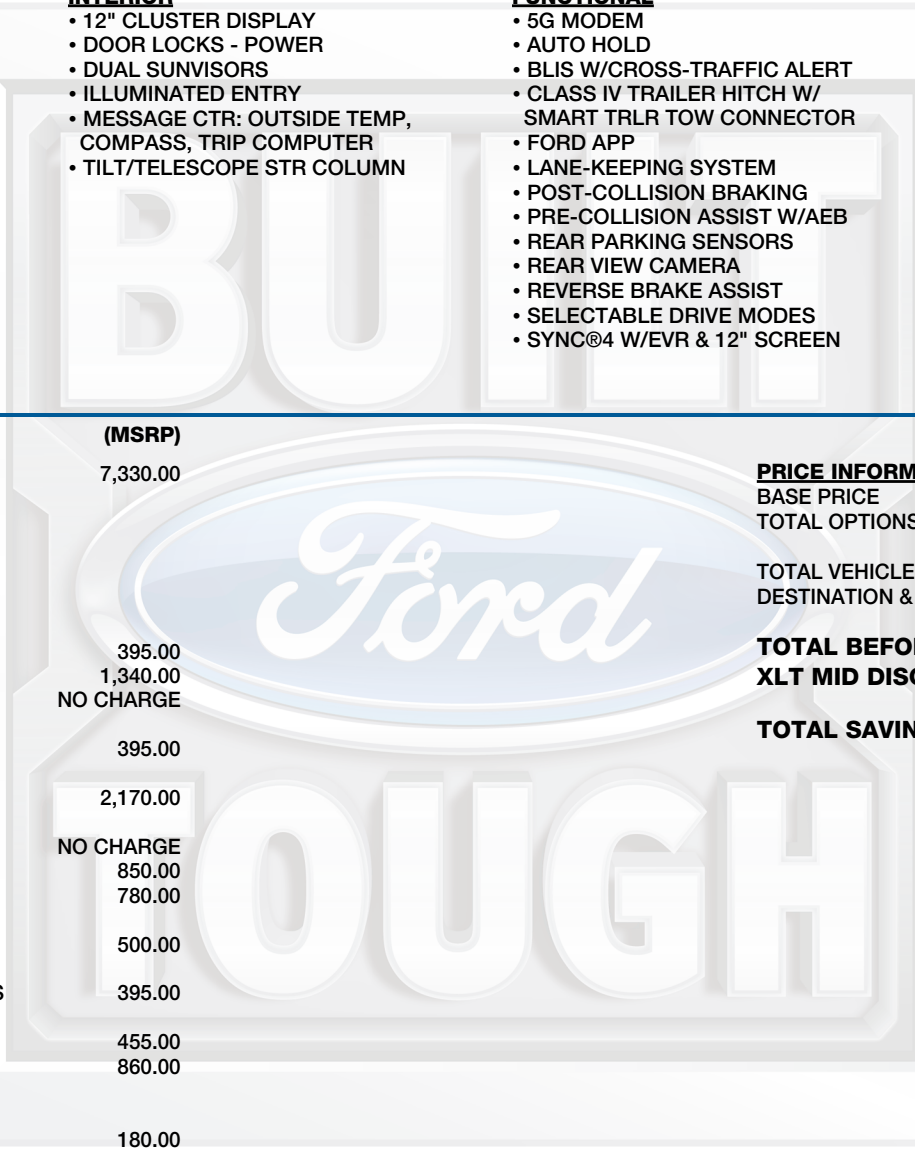 INTERIOR
• 12" CLUSTER DISPLAY
• DOOR LOCKS - POWER
• DUAL SUNVISORS
• ILLUMINATED ENTRY
• MESSAGE CTR: OUTSIDE TEMP,
COMPASS, TRIP COMPUTER
• TILT/TELESCOPE STR COLUMN
FUNCTIONAL
• 5G MODEM
• AUTO HOLD
• BLIS W/CROSS-TRAFFIC ALERT
• CLASS IV TRAILER HITCH W/
SMART TRLR TOW CONNECTOR
• FORD APP
• LANE-KEEPING SYSTEM
• POST-COLLISION BRAKING
• PRE-COLLISION ASSIST W/AEB
• REAR PARKING SENSORS
• REAR VIEW CAMERA
• REVERSE BRAKE ASSIST
• SELECTABLE DRIVE MODES
• SYNC®4 W/EVR & 12" SCREEN
BUILT
Ford
TOUGH
(MSRP)
7,330.00
395.00
1,340.00
NO CHARGE
395.00
2,170.00
NO CHARGE
850.00
780.00
500.00
S 395.00
455.00
860.00
180.00
PRICE INFORM
BASE PRICE
TOTAL OPTIONS
TOTAL VEHICLE
DESTINATION &
TOTAL BEFO
XLT MID DISC
TOTAL SAVIN